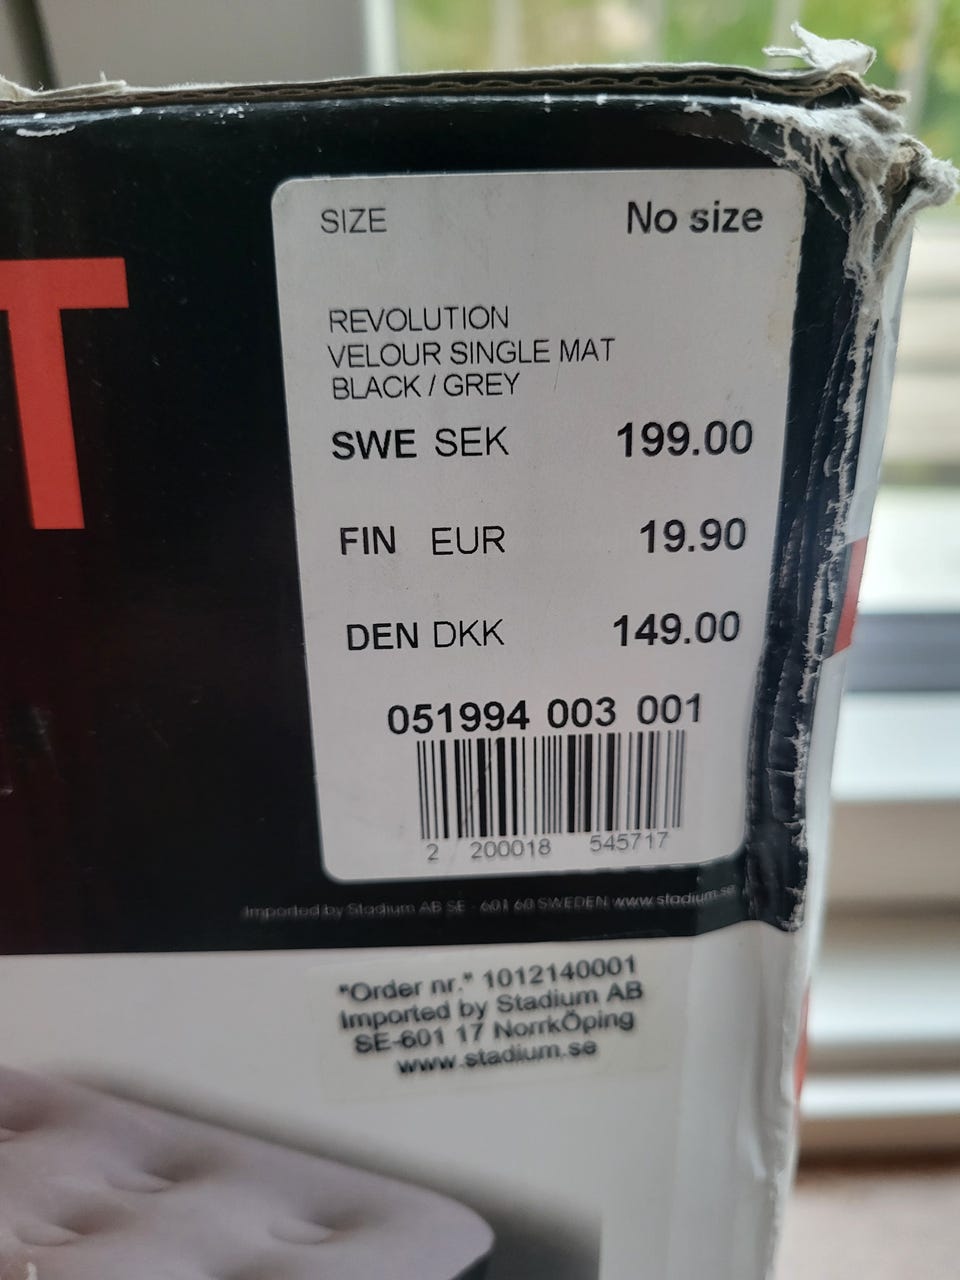 T
SIZE No size
REVOLUTION
VELOUR SINGLE MAT
BLACK / GREY
SWE SEK 199.00
FIN EUR 19.90
DEN DKK 149.00
051994 003 001
2 200018 545717
Imported by Stadium AB SE - 601 60 SWEDEN www.stadium.se
"Order nr." 1012140001
Imported by Stadium AB
SE-601 17 NorrkÖping
www.stadium.se